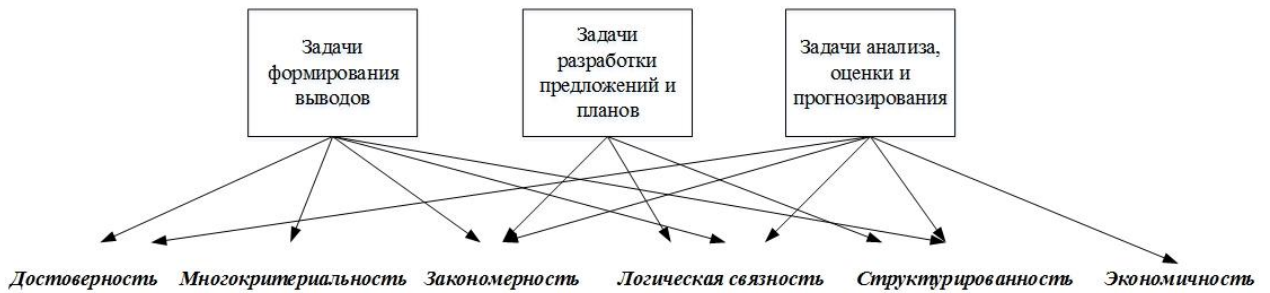 Задачи
формирования
выводов
Задачи
разработки
предложений и
планов
Задачи анализа,
оценки и
прогнозирования
Достоверность Многокритериальность Закономерность Логическая связность Структурированность Экономичность